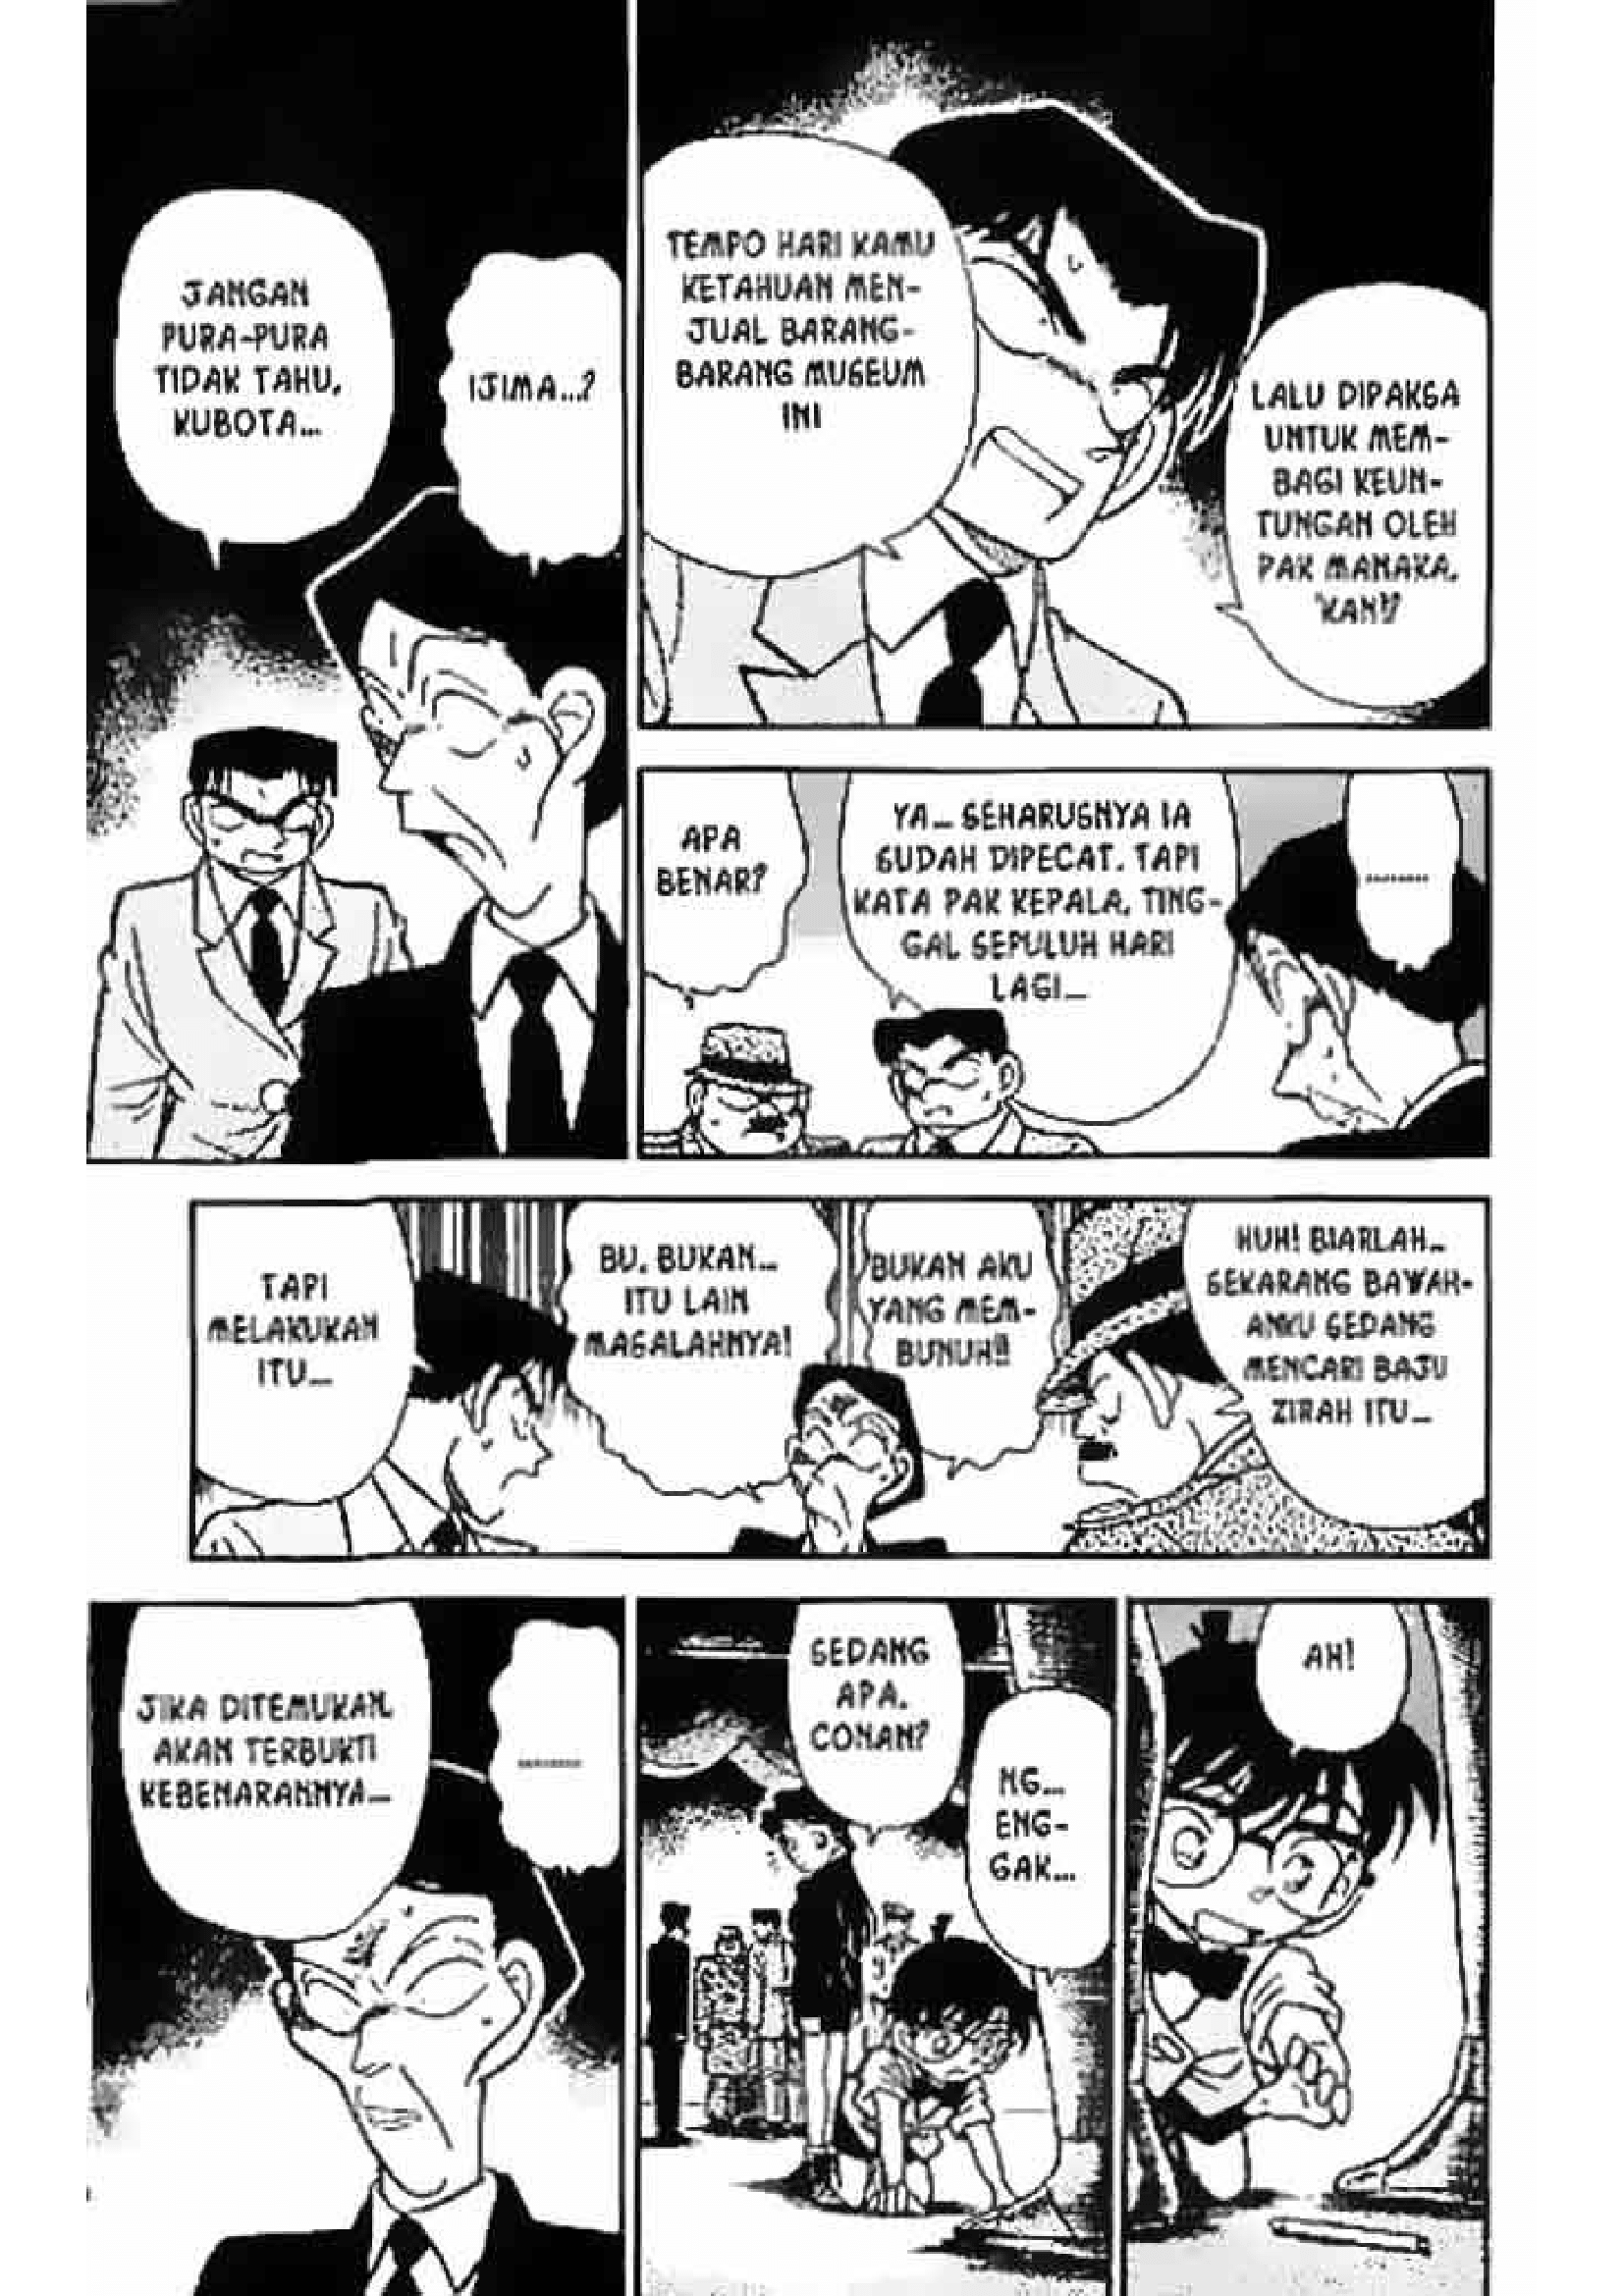 LALU DIPAKSA
UNTUK MEM-
BAGI KEUN-
TUNGAN OLEH
PAK MANAKA,
'KAN!?
TEMPO HARI KAMU
KETAHUAN MEN-
JUAL BARANG-
BARANG MUSEUM
INI
IJIMA...?
JANGAN
PURA-PURA
TIDAK TAHU,
KUBOTA...
.........
YA... SEHARUSNYA IA
SUDAH DIPECAT. TAPI
KATA PAK KEPALA, TING-
GAL SEPULUH HARI
LAGI...
APA
BENAR?
HUH! BIARLAH...
SEKARANG BAWAH-
ANKU SEDANG
MENCARI BAJU
ZIRAH ITU...
BUKAN AKU
YANG MEM-
BUNUH!!
BU, BUKAN...
ITU LAIN
MASALAHNYA!
TAPI
MELAKUKAN
ITU...
AH!
SEDANG
APA,
CONAN?
NG...
ENG-
GAK...
.........
JIKA DITEMUKAN,
AKAN TERBUKTI
KEBENARANNYA...